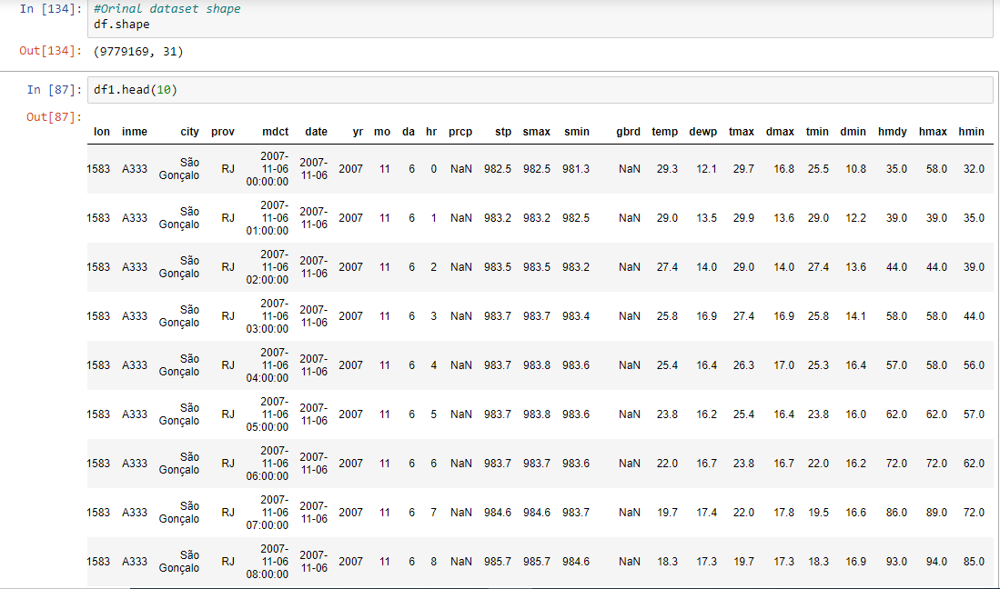 In [134]: #Orinal dataset shape
df.shape
Out[134]: (9779169, 31)
In [87]: df1.head(10)
Out[87]:
lon inme city prov mdct date yr mo da hr prcp stp smax smin gbrd temp dewp tmax dmax tmin dmin hmdy hmax hmin
1583 A333 São Gonçalo RJ 2007-11-06 00:00:00 2007-11-06 2007 11 6 0 NaN 982.5 982.5 981.3 NaN 29.3 12.1 29.7 16.8 25.5 10.8 35.0 58.0 32.0
1583 A333 São Gonçalo RJ 2007-11-06 01:00:00 2007-11-06 2007 11 6 1 NaN 983.2 983.2 982.5 NaN 29.0 13.5 29.9 13.6 29.0 12.2 39.0 39.0 35.0
1583 A333 São Gonçalo RJ 2007-11-06 02:00:00 2007-11-06 2007 11 6 2 NaN 983.5 983.5 983.2 NaN 27.4 14.0 29.0 14.0 27.4 13.6 44.0 44.0 39.0
1583 A333 São Gonçalo RJ 2007-11-06 03:00:00 2007-11-06 2007 11 6 3 NaN 983.7 983.7 983.4 NaN 25.8 16.9 27.4 16.9 25.8 14.1 58.0 58.0 44.0
1583 A333 São Gonçalo RJ 2007-11-06 04:00:00 2007-11-06 2007 11 6 4 NaN 983.7 983.8 983.6 NaN 25.4 16.4 26.3 17.0 25.3 16.4 57.0 58.0 56.0
1583 A333 São Gonçalo RJ 2007-11-06 05:00:00 2007-11-06 2007 11 6 5 NaN 983.7 983.8 983.6 NaN 23.8 16.2 25.4 16.4 23.8 16.0 62.0 62.0 57.0
1583 A333 São Gonçalo RJ 2007-11-06 06:00:00 2007-11-06 2007 11 6 6 NaN 983.7 983.7 983.6 NaN 22.0 16.7 23.8 16.7 22.0 16.2 72.0 72.0 62.0
1583 A333 São Gonçalo RJ 2007-11-06 07:00:00 2007-11-06 2007 11 6 7 NaN 984.6 984.6 983.7 NaN 19.7 17.4 22.0 17.8 19.5 16.6 86.0 89.0 72.0
1583 A333 São Gonçalo RJ 2007-11-06 08:00:00 2007-11-06 2007 11 6 8 NaN 985.7 985.7 984.6 NaN 18.3 17.3 19.7 17.3 18.3 16.9 93.0 94.0 85.0